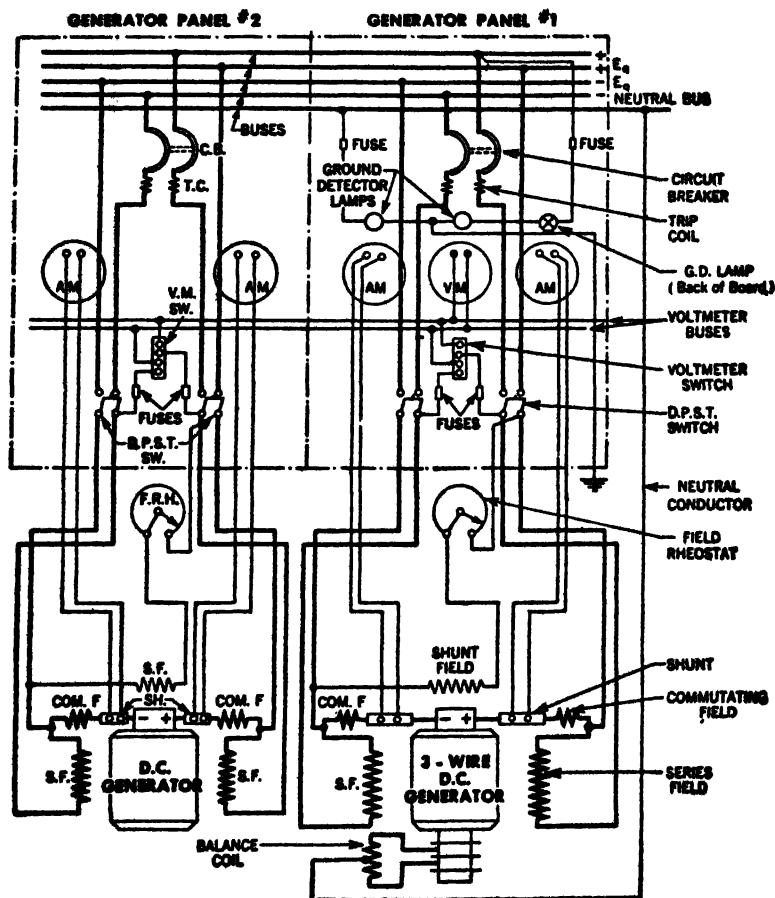 GENERATOR PANEL #2
GENERATOR PANEL #1
+
+ Eq
- Eq
-
NEUTRAL BUS
BUSES
C.B.
T.C.
FUSE
FUSE
GROUND
DETECTOR
LAMPS
CIRCUIT
BREAKER
TRIP
COIL
G.D. LAMP
(Back of Board,)
AM
AM
AM
VM
AM
V.M.
SW.
VOLTMETER
BUSES
VOLTMETER
SWITCH
FUSES
FUSES
D.P.S.T.
SW.
D.P.S.T.
SWITCH
F.R.H.
NEUTRAL
CONDUCTOR
FIELD
RHEOSTAT
S.F.
SHUNT
FIELD
SHUNT
COM. F
SH.
COM. F
COM. F
COMMUTATING
FIELD
- +
- +
S.F.
D.C.
GENERATOR
S.F.
S.F.
3 - WIRE
D.C.
GENERATOR
SERIES
FIELD
BALANCE
COIL